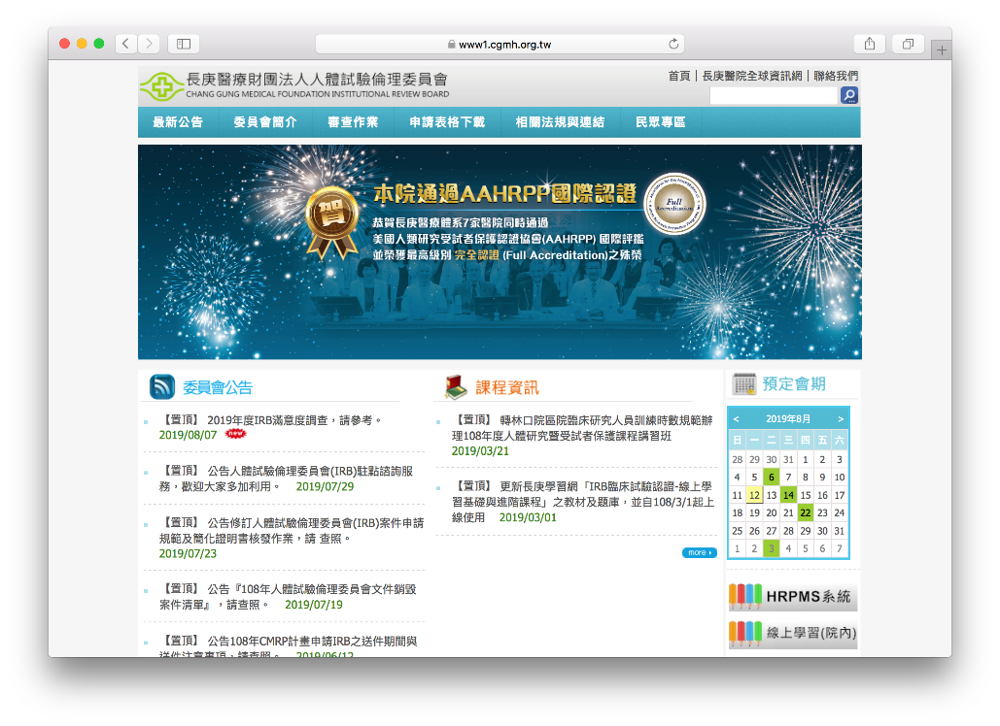 www1.cgmh.org.tw
長庚醫療財團法人人體試驗倫理委員會
CHANG GUNG MEDICAL FOUNDATION INSTITUTIONAL REVIEW BOARD
首頁 | 長庚醫院全球資訊網 | 聯絡我們
最新公告 委員會簡介 審查作業 申請表格下載 相關法規與連結 民眾專區
賀
本院通過AAHRPP國際認證
恭賀長庚醫療體系7家醫院同時通過
美國人類研究受試者保護認證協會(AAHRPP) 國際評鑑
並榮獲最高級別 完全認證 (Full Accreditation)之殊榮
Full
Accreditation
委員會公告
【置頂】 2019年度IRB滿意度調查，請參考。
2019/08/07 new
【置頂】 公告人體試驗倫理委員會(IRB)駐點諮詢服
務，歡迎大家多加利用。 2019/07/29
【置頂】 公告修訂人體試驗倫理委員會(IRB)案件申請
規範及簡化證明書核發作業，請 查照。
2019/07/23
【置頂】 公告『108年人體試驗倫理委員會文件銷毀
案件清單』，請查照。 2019/07/19
【置頂】 公告108年CMRP計畫申請IRB之送件期間與
送件注意事項，請查照。 2019/06/12
課程資訊
【置頂】 轉林口院區院臨床研究人員訓練時數規範辦
理108年度人體研究暨受試者保護課程講習班
2019/03/21
【置頂】 更新長庚學習網「IRB臨床試驗認證-線上學
習基礎與進階課程」之教材及題庫，並自108/3/1起上
線使用 2019/03/01
more
預定會期
< 2019年8月 >
日 一 二 三 四 五 六
28 29 30 31 1 2 3
4 5 6 7 8 9 10
11 12 13 14 15 16 17
18 19 20 21 22 23 24
25 26 27 28 29 30 31
1 2 3 4 5 6 7
HRPMS系統
線上學習(院內)